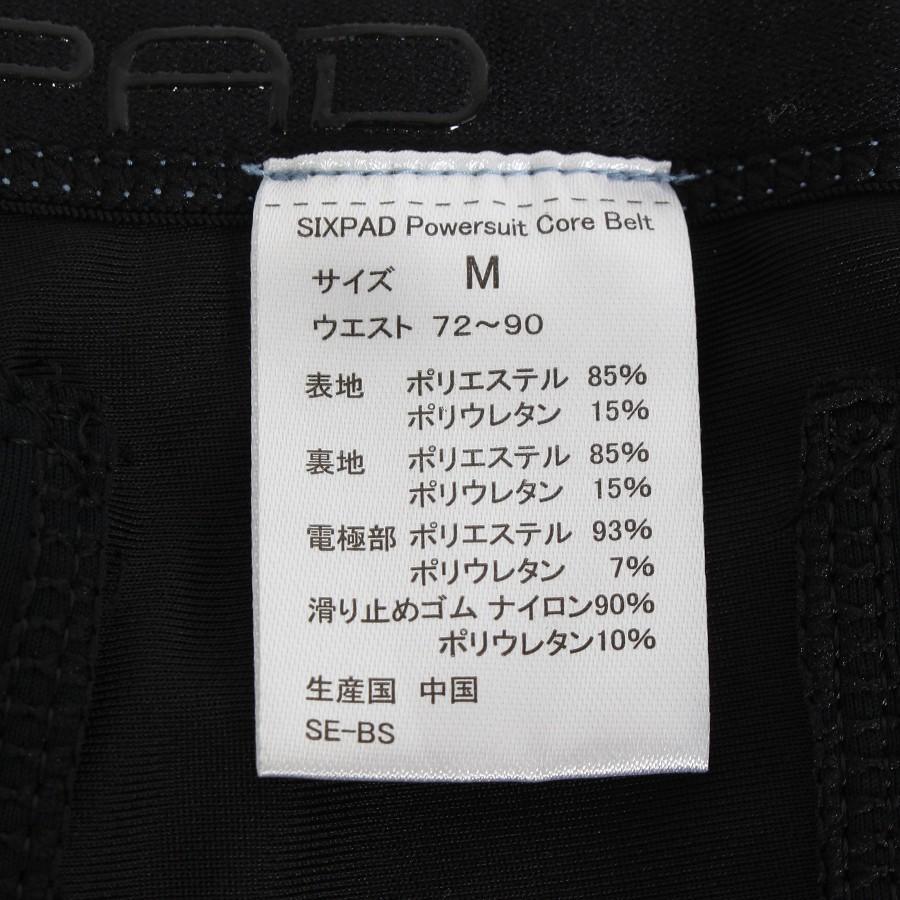 PAD
SIXPAD Powersuit Core Belt
サイズ M
ウエスト 72～90
表地 ポリエステル 85%
ポリウレタン 15%
裏地 ポリエステル 85%
ポリウレタン 15%
電極部 ポリエステル 93%
ポリウレタン 7%
滑り止めゴム ナイロン90%
ポリウレタン10%
生産国 中国
SE-BS